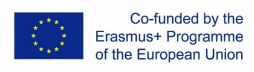 Co-funded by the
Erasmus+ Programme
of the European Union